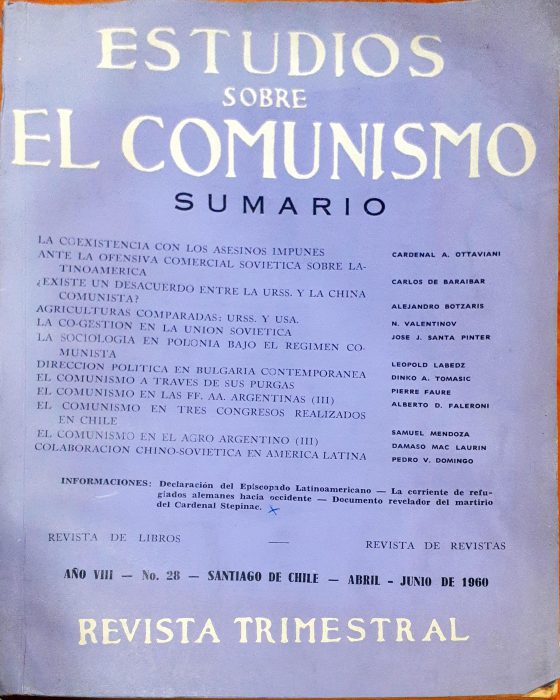 ESTUDIOS
SOBRE
EL COMUNISMO
SUMARIO
LA COEXISTENCIA CON LOS ASESINOS IMPUNES CARDENAL A. OTTAVIANI
ANTE LA OFENSIVA COMERCIAL SOVIETICA SOBRE LA-
TINOAMERICA CARLOS DE BARAIBAR
¿EXISTE UN DESACUERDO ENTRE LA URSS. Y LA CHINA
COMUNISTA? ALEJANDRO BOTZARIS
AGRICULTURAS COMPARADAS: URSS. Y USA. N. VALENTINOV
LA CO-GESTION EN LA UNION SOVIETICA JOSE J. SANTA PINTER
LA SOCIOLOGIA EN POLONIA BAJO EL REGIMEN CO-
MUNISTA LEOPOLD LABEDZ
DIRECCION POLITICA EN BULGARIA CONTEMPORANEA DINKO A. TOMASIC
EL COMUNISMO A TRAVES DE SUS PURGAS PIERRE FAURE
EL COMUNISMO EN LAS FF. AA. ARGENTINAS (III) ALBERTO D. FALERONI
EL COMUNISMO EN TRES CONGRESOS REALIZADOS
EN CHILE SAMUEL MENDOZA
EL COMUNISMO EN EL AGRO ARGENTINO (III) DAMASO MAC LAURIN
COLABORACION CHINO-SOVIETICA EN AMERICA LATINA PEDRO V. DOMINGO
INFORMACIONES: Declaración del Episcopado Latinoamericano — La corriente de refu-
giados alemanes hacia occidente — Documento revelador del martirio
del Cardenal Stepinac.
REVISTA DE LIBROS — REVISTA DE REVISTAS
AÑO VIII — No. 28 — SANTIAGO DE CHILE — ABRIL - JUNIO DE 1960
REVISTA TRIMESTRAL